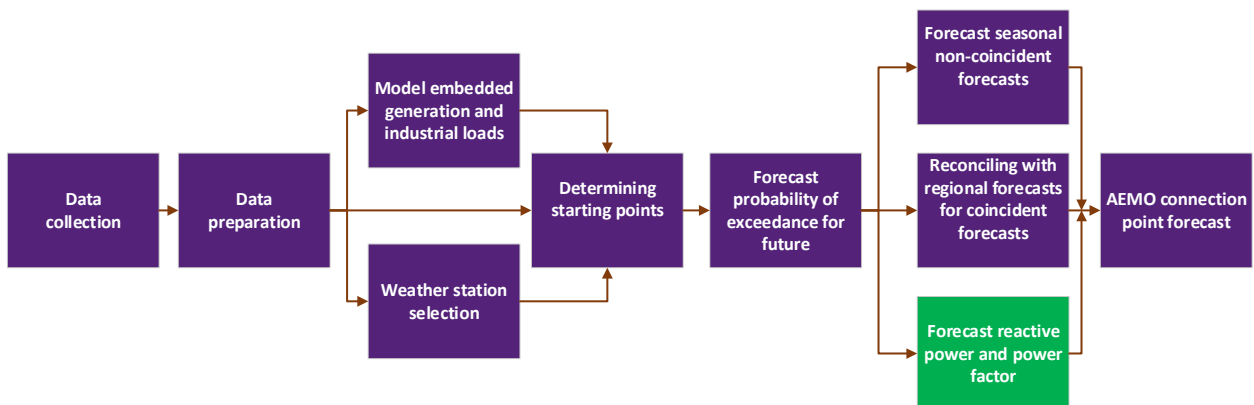 Data
collection
Data
preparation
Model embedded
generation and
industrial loads
Weather station
selection
Determining
starting points
Forecast
probability of
exceedance for
future
Forecast seasonal
non-coincident
forecasts
Reconciling with
regional forecasts
for coincident
forecasts
Forecast reactive
power and power
factor
AEMO connection
point forecast